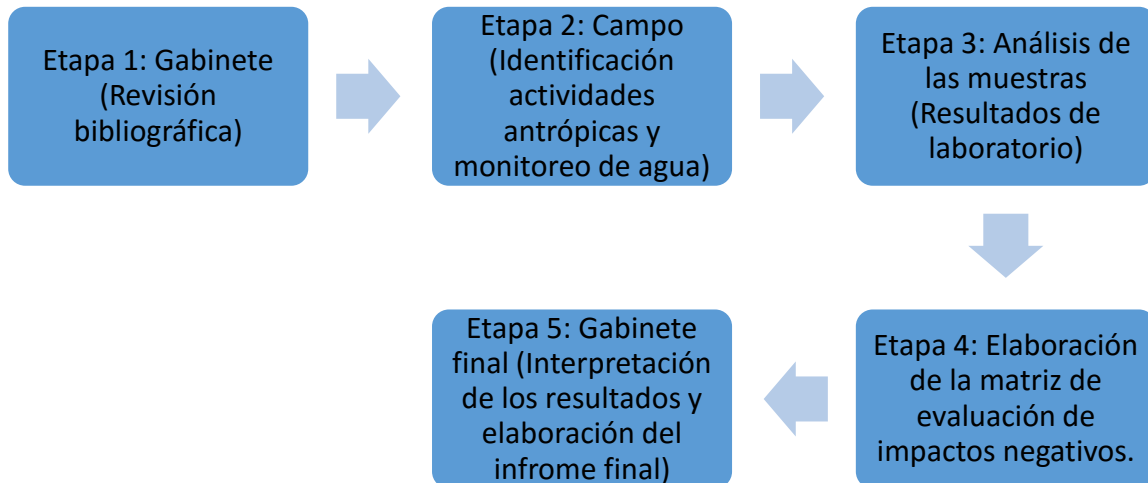 Etapa 1: Gabinete
(Revisión
bibliográfica)
Etapa 2: Campo
(Identificación
actividades
antrópicas y
monitoreo de agua)
Etapa 3: Análisis de
las muestras
(Resultados de
laboratorio)
Etapa 4: Elaboración
de la matriz de
evaluación de
impactos negativos.
Etapa 5: Gabinete
final (Interpretación
de los resultados y
elaboración del
infrome final)